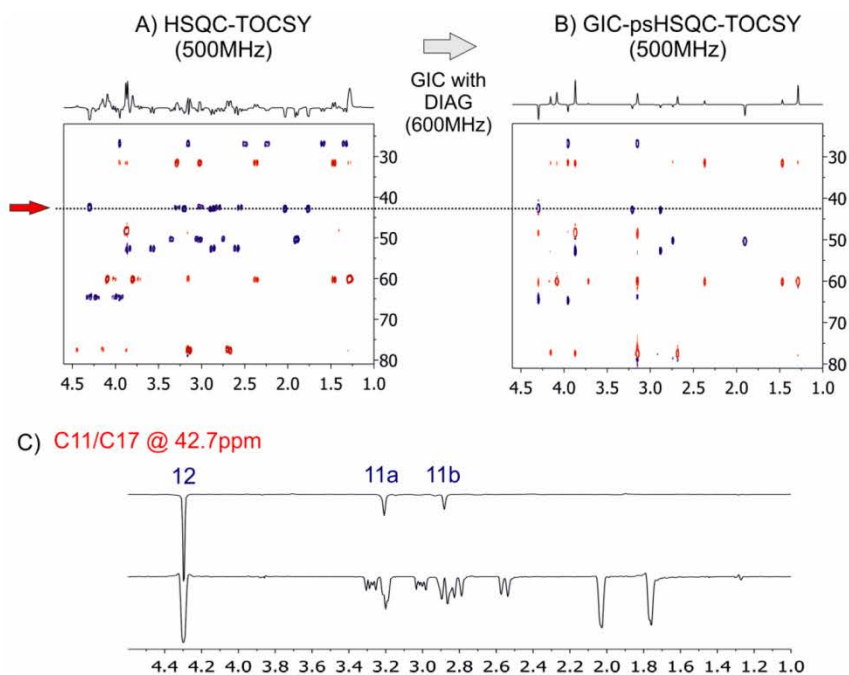 A) HSQC-TOCSY
(500MHz)
GIC with
DIAG
(600MHz)
B) GIC-psHSQC-TOCSY
(500MHz)
30
40
50
60
70
80
4.5 4.0 3.5 3.0 2.5 2.0 1.5 1.0
30
40
50
60
70
80
4.5 4.0 3.5 3.0 2.5 2.0 1.5 1.0
C) C11/C17 @ 42.7ppm
12 11a 11b
4.4 4.2 4.0 3.8 3.6 3.4 3.2 3.0 2.8 2.6 2.4 2.2 2.0 1.8 1.6 1.4 1.2 1.0